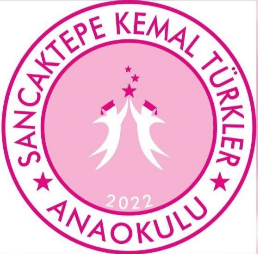 SANCAKTEPE KEMAL TÜRKLER
2022
ANAOKULU